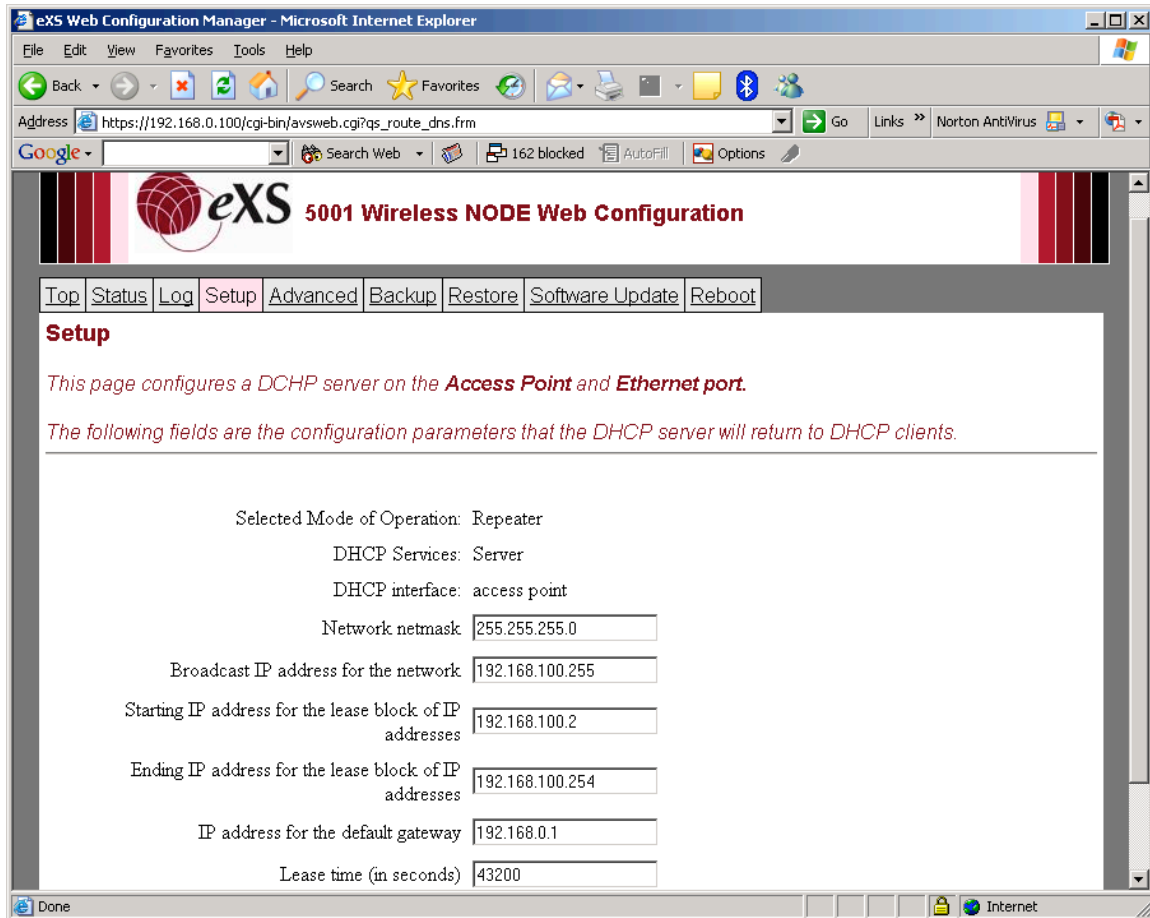 eXS Web Configuration Manager - Microsoft Internet Explorer
File Edit View Favorites Tools Help
Back Search Favorites
Address https://192.168.0.100/cgi-bin/avsweb.cgi?qs_route_dns.frm Go Links » Norton AntiVirus
Google Search Web 162 blocked AutoFill Options
eXS 5001 Wireless NODE Web Configuration
Top Status Log Setup Advanced Backup Restore Software Update Reboot
Setup
This page configures a DCHP server on the Access Point and Ethernet port.
The following fields are the configuration parameters that the DHCP server will return to DHCP clients.
Selected Mode of Operation: Repeater
DHCP Services: Server
DHCP interface: access point
Network netmask 255.255.255.0
Broadcast IP address for the network 192.168.100.255
Starting IP address for the lease block of IP
addresses 192.168.100.2
Ending IP address for the lease block of IP
addresses 192.168.100.254
IP address for the default gateway 192.168.0.1
Lease time (in seconds) 43200
Done Internet